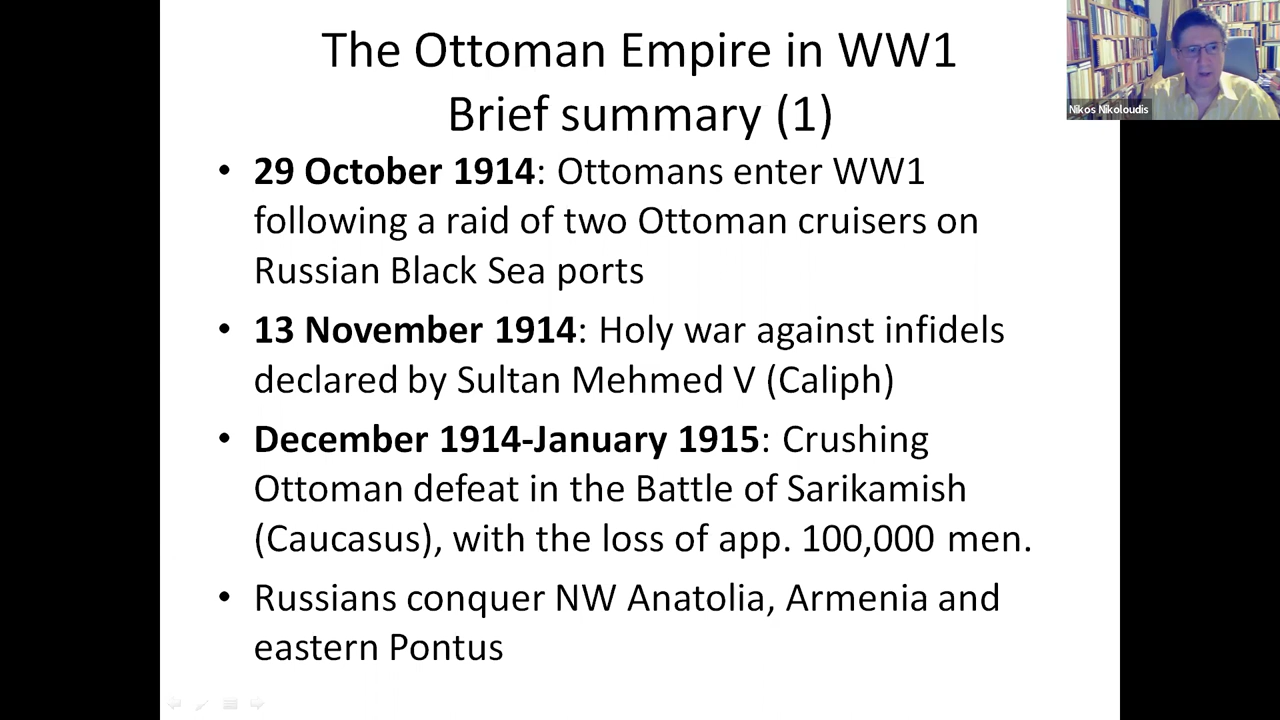 The Ottoman Empire in WW1
Brief summary (1)
Nikos Nikoloudis
• 29 October 1914: Ottomans enter WW1
following a raid of two Ottoman cruisers on
Russian Black Sea ports
• 13 November 1914: Holy war against infidels
declared by Sultan Mehmed V (Caliph)
• December 1914-January 1915: Crushing
Ottoman defeat in the Battle of Sarikamish
(Caucasus), with the loss of app. 100,000 men.
• Russians conquer NW Anatolia, Armenia and
eastern Pontus